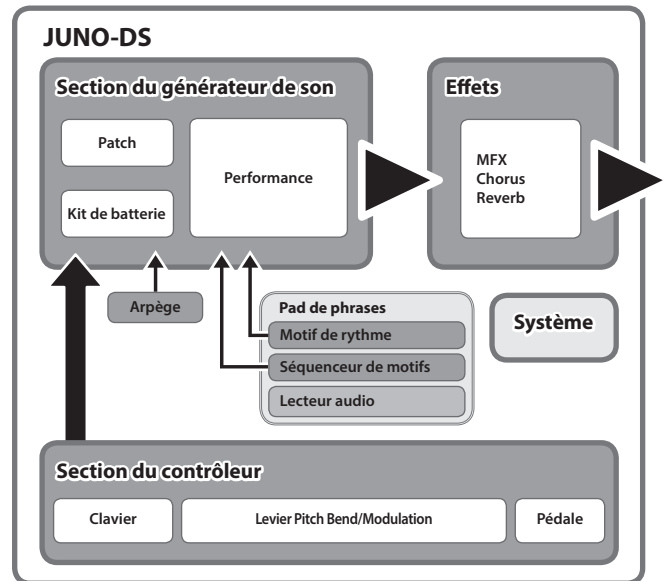 JUNO-DS
Section du générateur de son
Effets
Patch
Kit de batterie
Performance
MFX
Chorus
Reverb
Arpège
Pad de phrases
Motif de rythme
Séquenceur de motifs
Lecteur audio
Système
Section du contrôleur
Clavier
Levier Pitch Bend/Modulation
Pédale